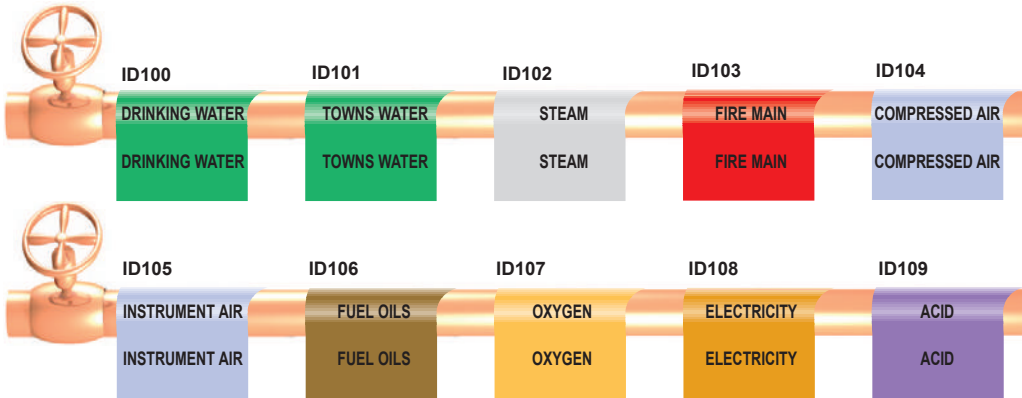 ID100 ID101 ID102 ID103 ID104
DRINKING WATER TOWNS WATER STEAM FIRE MAIN COMPRESSED AIR
DRINKING WATER TOWNS WATER STEAM FIRE MAIN COMPRESSED AIR
ID105 ID106 ID107 ID108 ID109
INSTRUMENT AIR FUEL OILS OXYGEN ELECTRICITY ACID
INSTRUMENT AIR FUEL OILS OXYGEN ELECTRICITY ACID